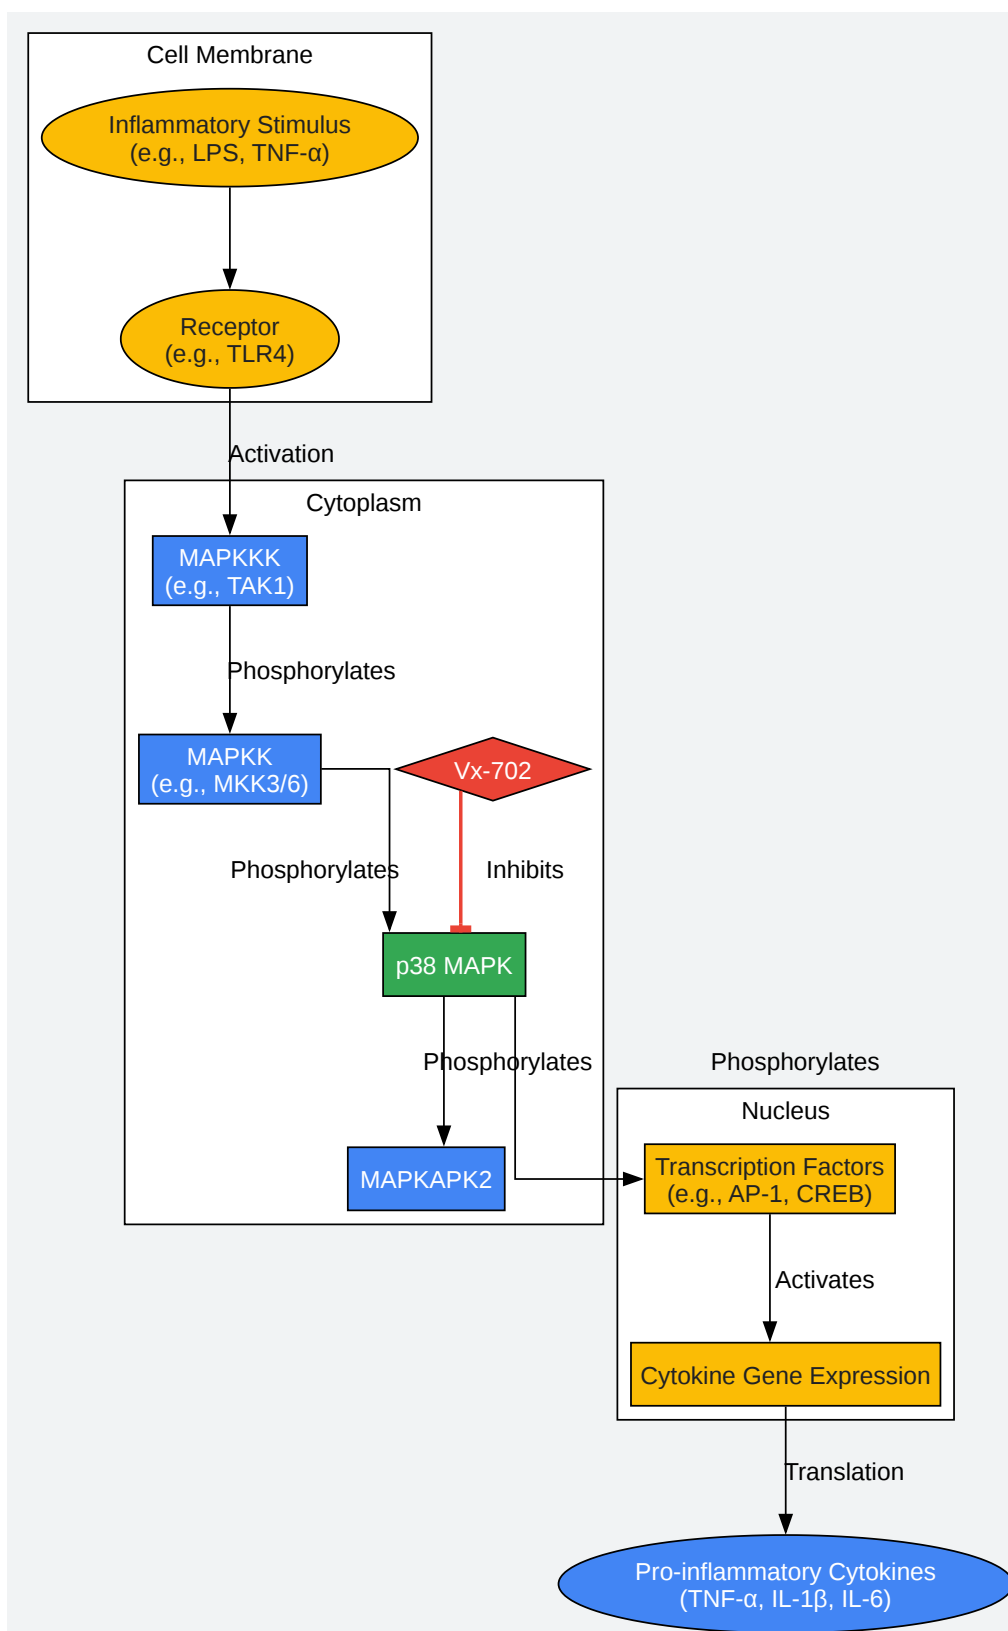 Cell Membrane
Inflammatory Stimulus
(e.g., LPS, TNF-α)
Receptor
(e.g., TLR4)
Activation
Cytoplasm
MAPKKK
(e.g., TAK1)
Phosphorylates
MAPKK
(e.g., MKK3/6)
Vx-702
Phosphorylates
Inhibits
p38 MAPK
Phosphorylates
Phosphorylates
Nucleus
MAPKAPK2
Transcription Factors
(e.g., AP-1, CREB)
Activates
Cytokine Gene Expression
Translation
Pro-inflammatory Cytokines
(TNF-α, IL-1β, IL-6)